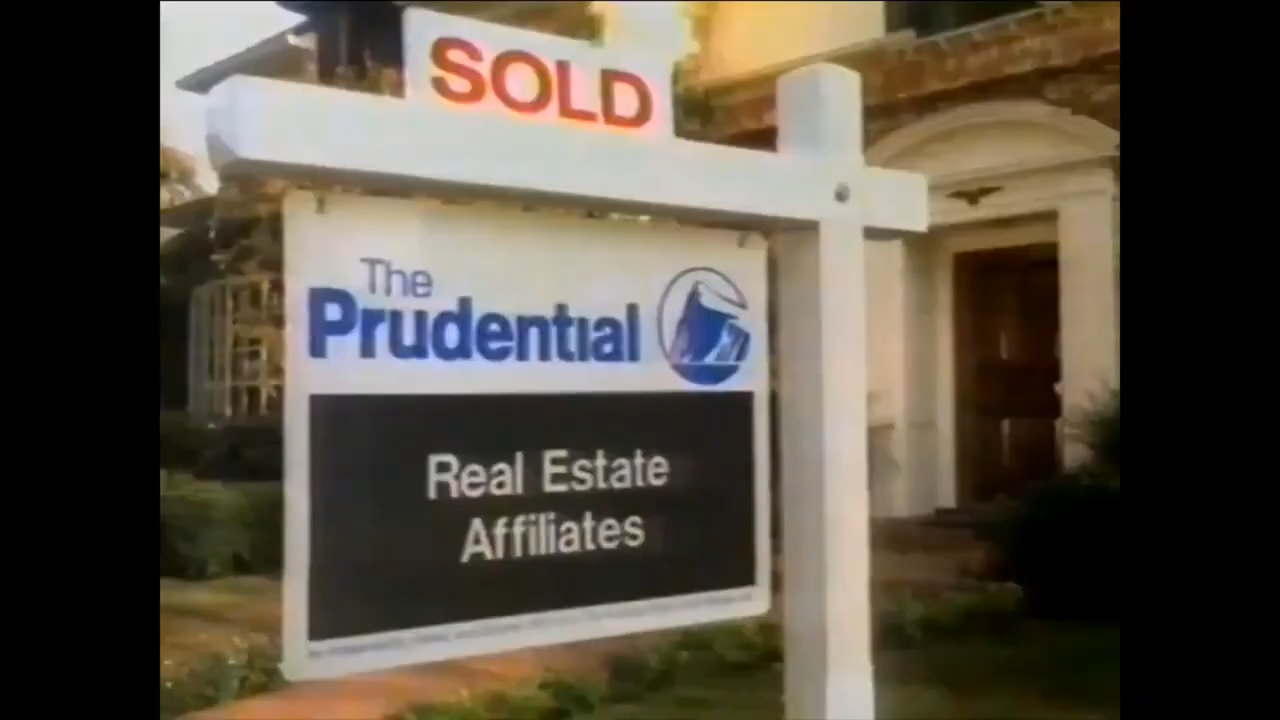 SOLD
The
Prudential
Real Estate
Affiliates